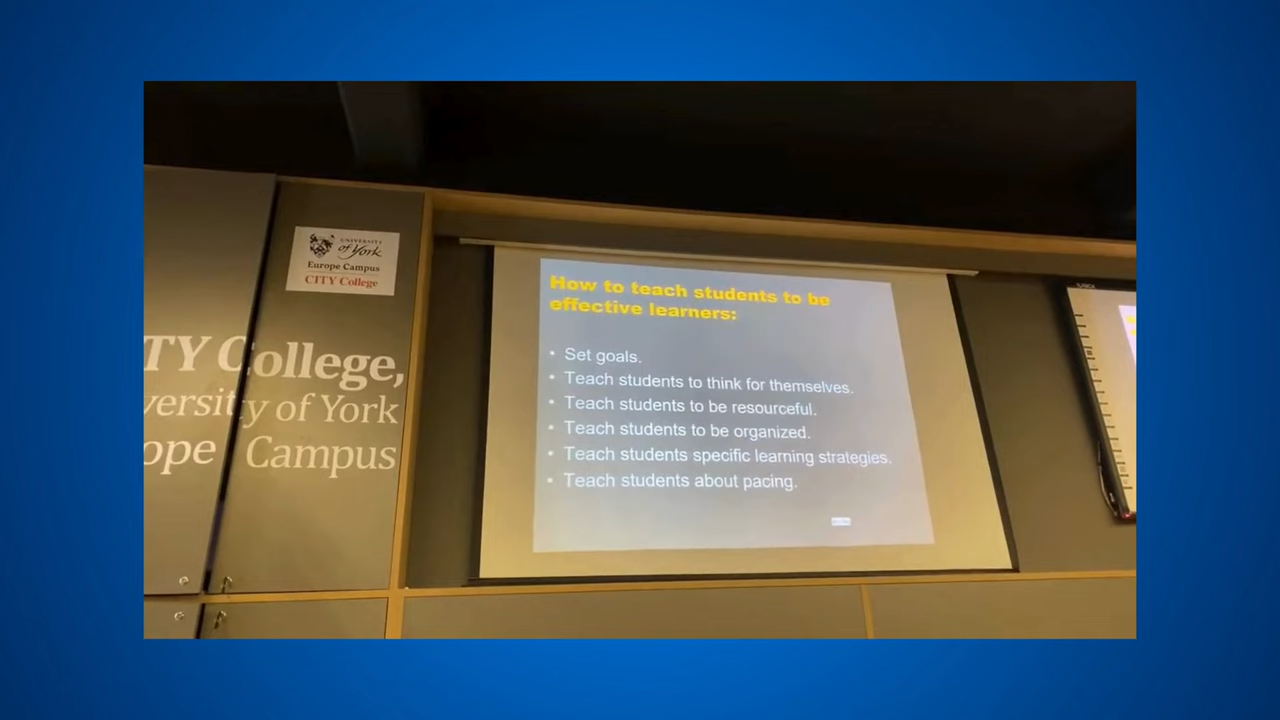 UNIVERSITY
of York
Europe Campus
CITY College
TY College,
versity of York
ope Campus
How to teach students to be
effective learners:
• Set goals.
• Teach students to think for themselves.
• Teach students to be resourceful.
• Teach students to be organized.
• Teach students specific learning strategies.
• Teach students about pacing.